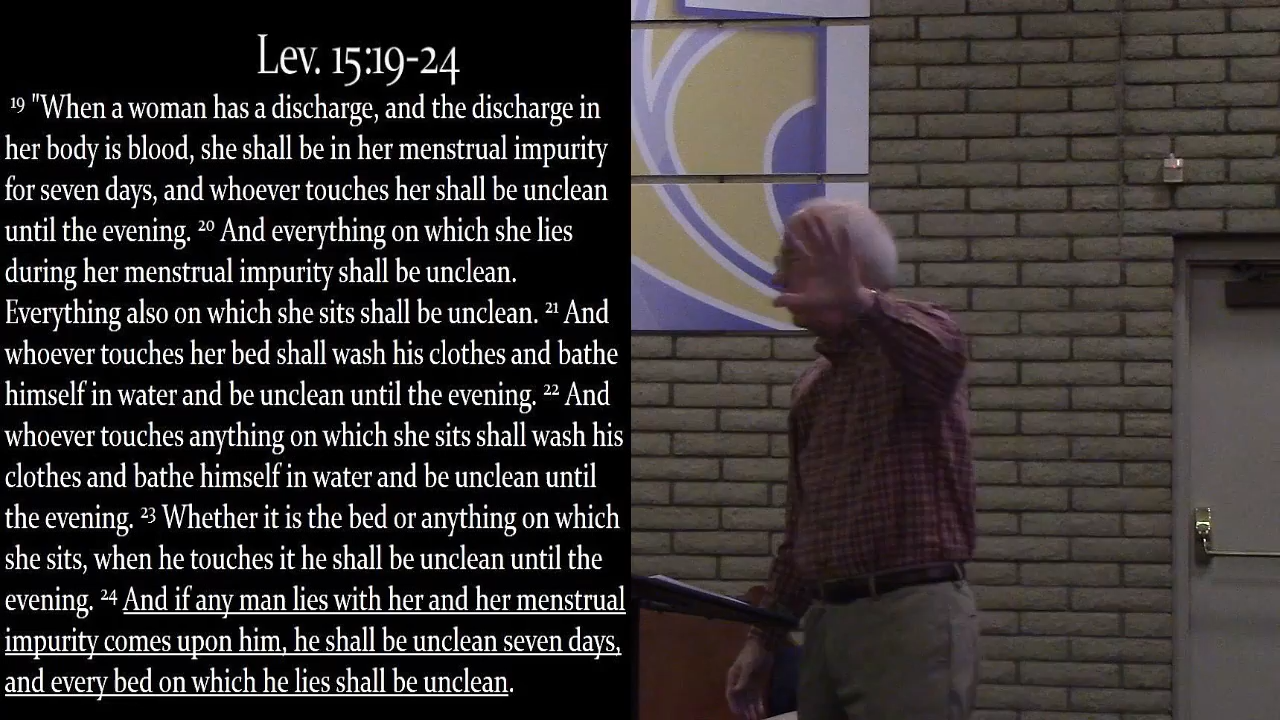 Lev. 15:19-24
19 "When a woman has a discharge, and the discharge in
her body is blood, she shall be in her menstrual impurity
for seven days, and whoever touches her shall be unclean
until the evening. 20 And everything on which she lies
during her menstrual impurity shall be unclean.
Everything also on which she sits shall be unclean. 21 And
whoever touches her bed shall wash his clothes and bathe
himself in water and be unclean until the evening. 22 And
whoever touches anything on which she sits shall wash his
clothes and bathe himself in water and be unclean until
the evening. 23 Whether it is the bed or anything on which
she sits, when he touches it he shall be unclean until the
evening. 24 And if any man lies with her and her menstrual
impurity comes upon him, he shall be unclean seven days,
and every bed on which he lies shall be unclean.